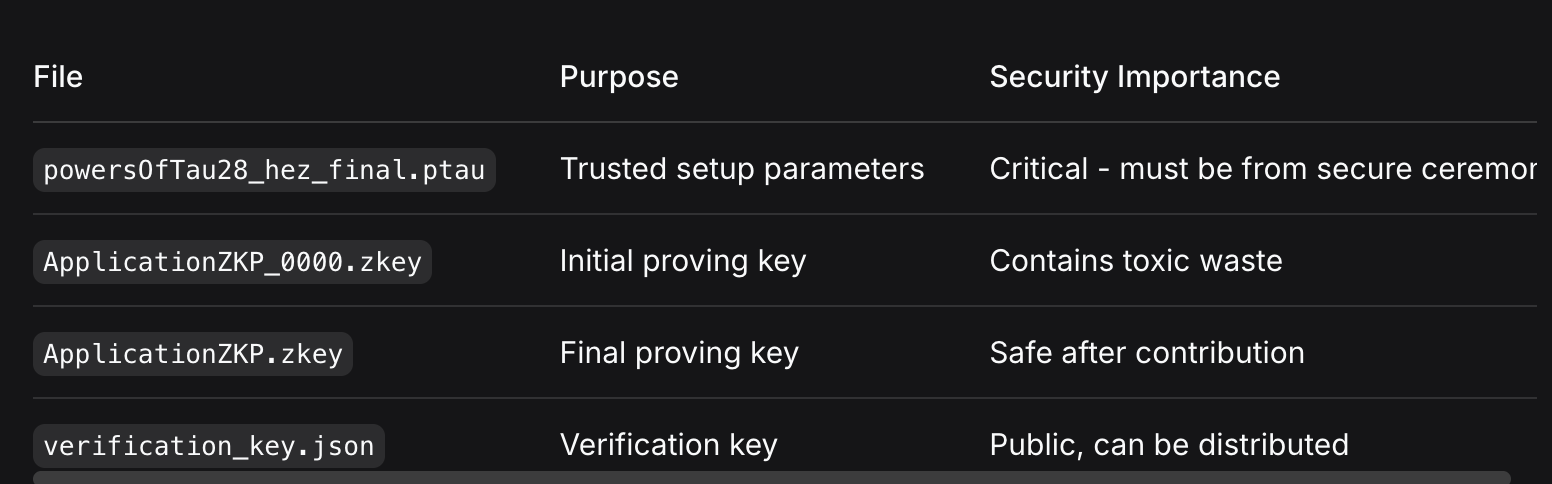 File Purpose Security Importance
powersOfTau28_hez_final.ptau Trusted setup parameters Critical - must be from secure ceremon
ApplicationZKP_0000.zkey Initial proving key Contains toxic waste
ApplicationZKP.zkey Final proving key Safe after contribution
verification_key.json Verification key Public, can be distributed